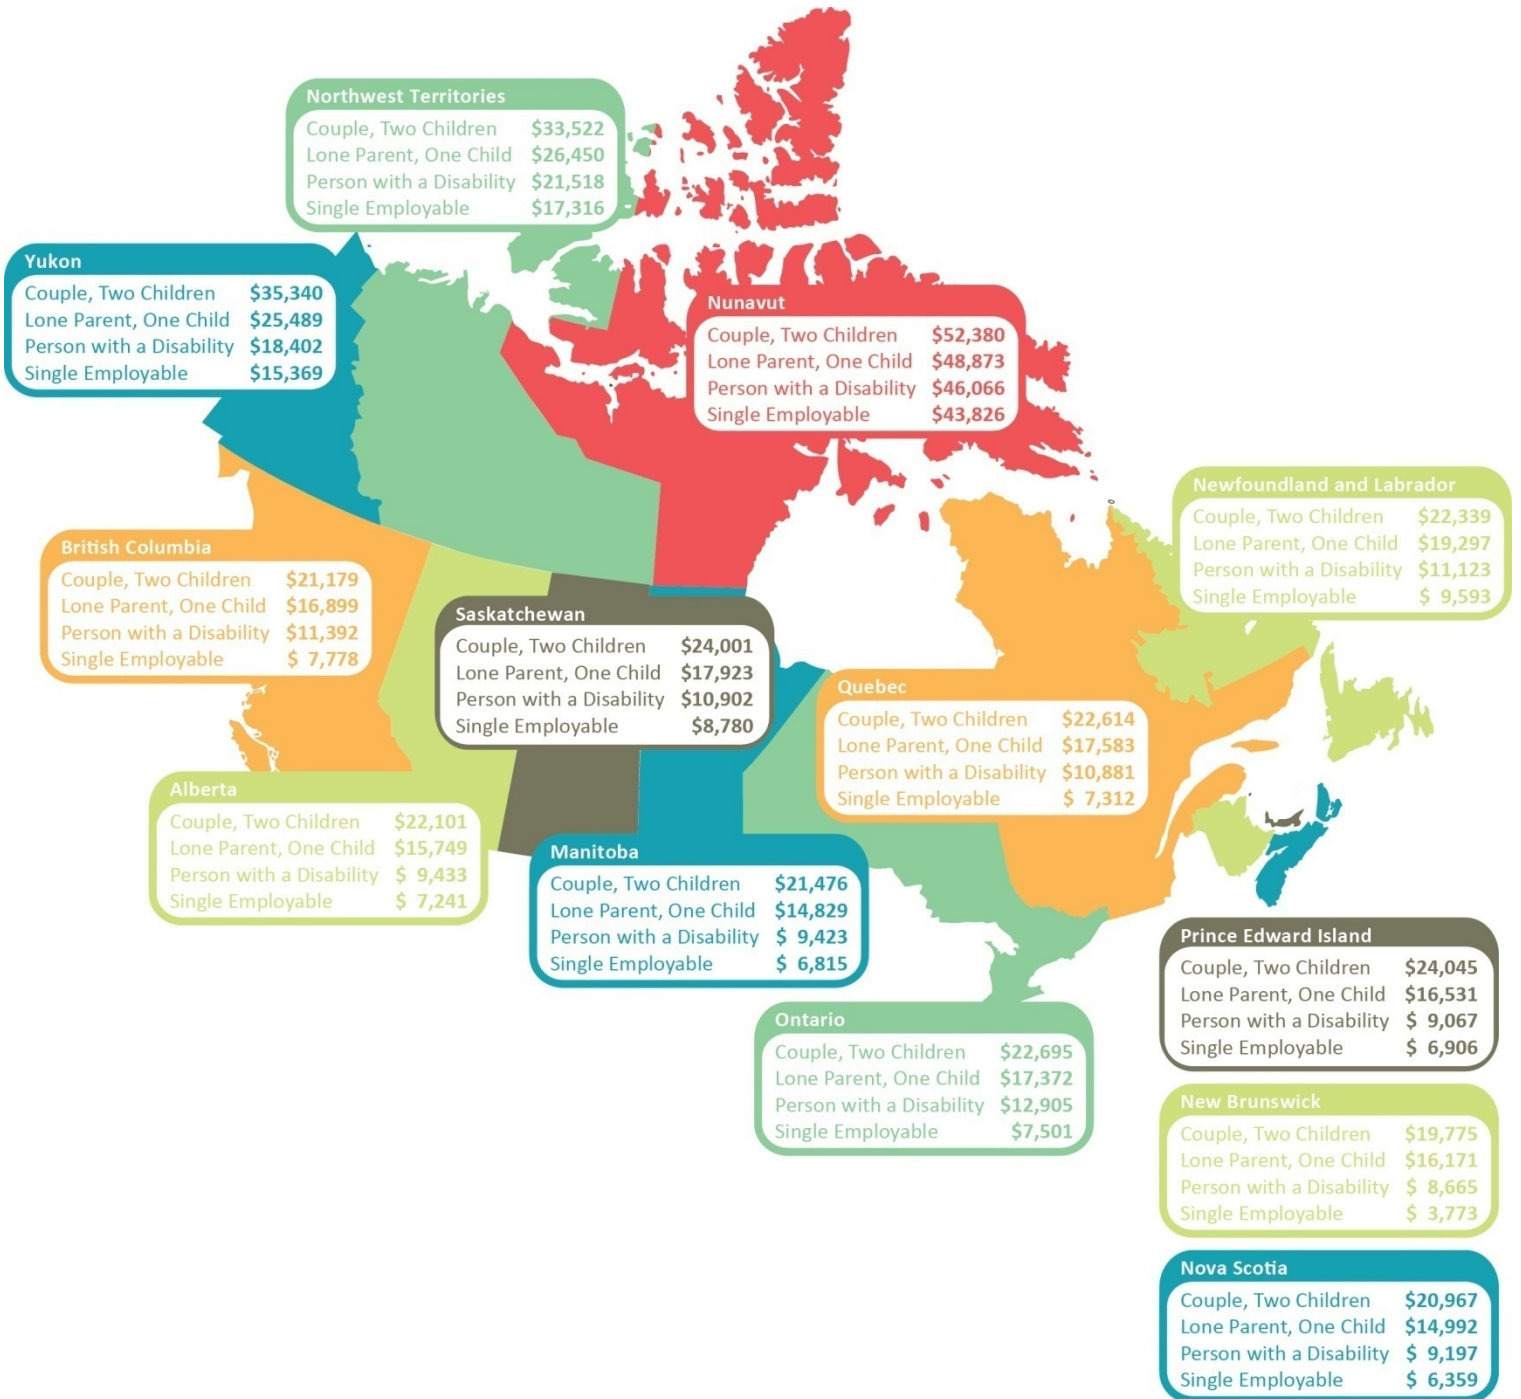 Northwest Territories
Couple, Two Children $33,522
Lone Parent, One Child $26,450
Person with a Disability $21,518
Single Employable $17,316
Yukon
Couple, Two Children $35,340
Lone Parent, One Child $25,489
Person with a Disability $18,402
Single Employable $15,369
Nunavut
Couple, Two Children $52,380
Lone Parent, One Child $48,873
Person with a Disability $46,066
Single Employable $43,826
Newfoundland and Labrador
Couple, Two Children $22,339
Lone Parent, One Child $19,297
Person with a Disability $11,123
Single Employable $ 9,593
British Columbia
Couple, Two Children $21,179
Lone Parent, One Child $16,899
Person with a Disability $11,392
Single Employable $ 7,778
Saskatchewan
Couple, Two Children $24,001
Lone Parent, One Child $17,923
Person with a Disability $10,902
Single Employable $8,780
Quebec
Couple, Two Children $22,614
Lone Parent, One Child $17,583
Person with a Disability $10,881
Single Employable $ 7,312
Alberta
Couple, Two Children $22,101
Lone Parent, One Child $15,749
Person with a Disability $ 9,433
Single Employable $ 7,241
Manitoba
Couple, Two Children $21,476
Lone Parent, One Child $14,829
Person with a Disability $ 9,423
Single Employable $ 6,815
Prince Edward Island
Couple, Two Children $24,045
Lone Parent, One Child $16,531
Person with a Disability $ 9,067
Single Employable $ 6,906
Ontario
Couple, Two Children $22,695
Lone Parent, One Child $17,372
Person with a Disability $12,905
Single Employable $7,501
New Brunswick
Couple, Two Children $19,775
Lone Parent, One Child $16,171
Person with a Disability $ 8,665
Single Employable $ 3,773
Nova Scotia
Couple, Two Children $20,967
Lone Parent, One Child $14,992
Person with a Disability $ 9,197
Single Employable $ 6,359